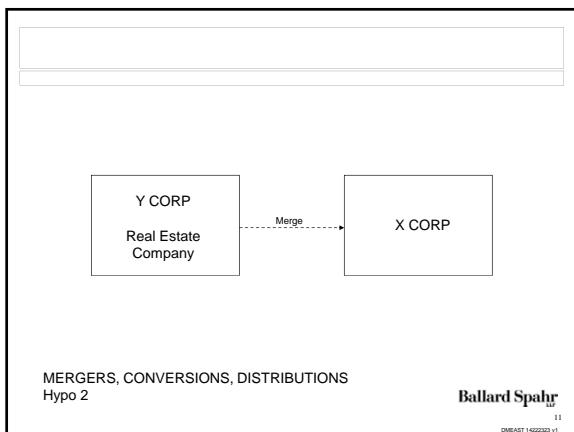 Y CORP
Real Estate
Company
Merge
X CORP
MERGERS, CONVERSIONS, DISTRIBUTIONS
Hypo 2
Ballard Spahr
LLP
11
DMEAST 14222323 v1